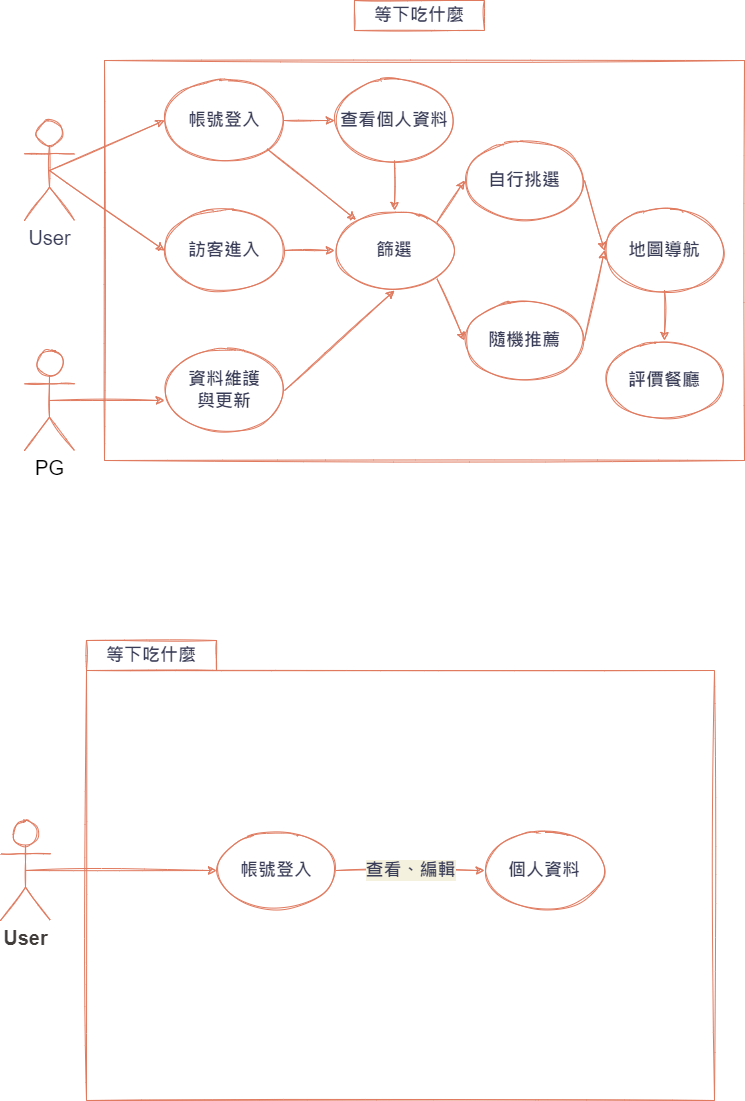 等下吃什麼
帳號登入
查看個人資料
自行挑選
User
訪客進入
篩選
地圖導航
隨機推薦
資料維護
與更新
評價餐廳
PG
等下吃什麼
帳號登入
查看、編輯
個人資料
User